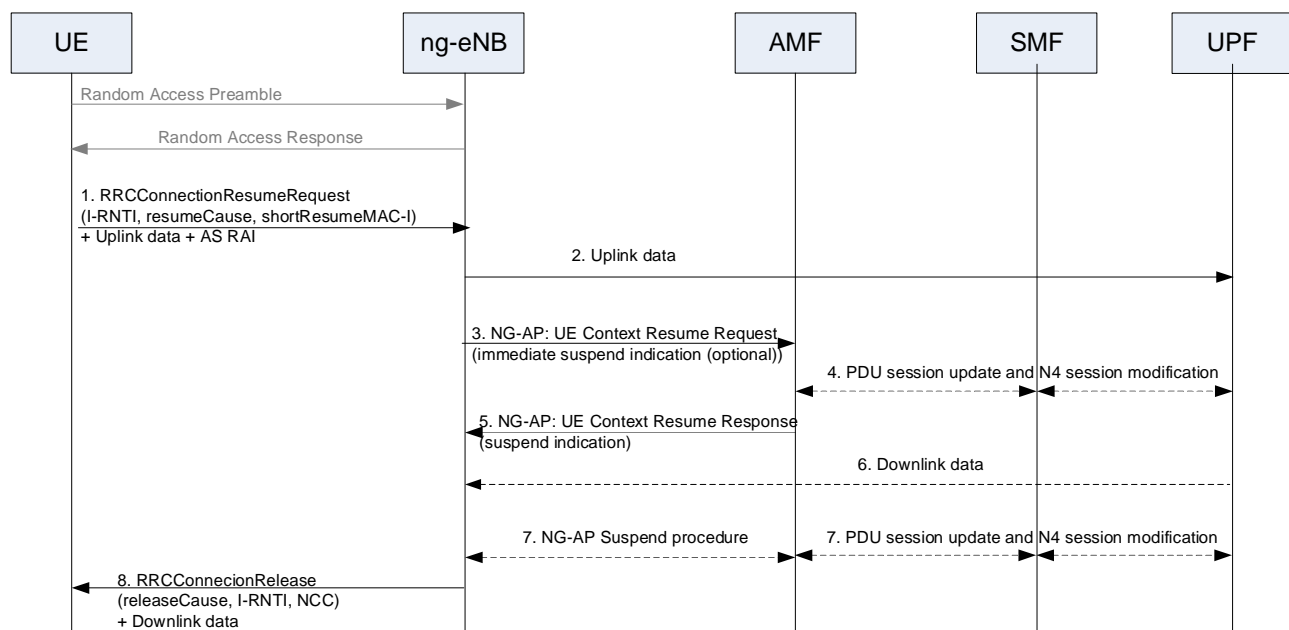 UE
ng-eNB
AMF
SMF
UPF
Random Access Preamble
Random Access Response
1. RRCConnectionResumeRequest
(I-RNTI, resumeCause, shortResumeMAC-I)
+ Uplink data + AS RAI
2. Uplink data
3. NG-AP: UE Context Resume Request
(immediate suspend indication (optional))
4. PDU session update and N4 session modification
5. NG-AP: UE Context Resume Response
(suspend indication)
6. Downlink data
7. NG-AP Suspend procedure
7. PDU session update and N4 session modification
8. RRCConnecionRelease
(releaseCause, I-RNTI, NCC)
+ Downlink data